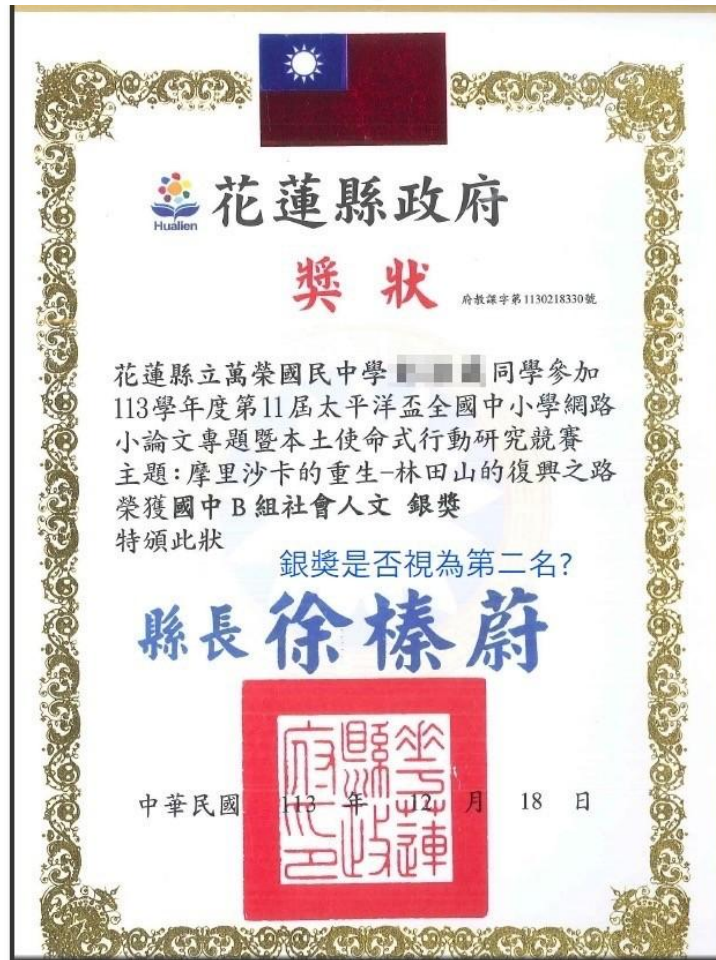 Hualien
花蓮縣政府
獎狀
府教課字第1130218330號
花蓮縣立萬榮國民中學 同學參加
113學年度第11屆太平洋盃全國中小學網路
小論文專題暨本土使命式行動研究競賽
主題:摩里沙卡的重生-林田山的復興之路
榮獲國中B組社會人文 銀獎
特頒此狀
銀獎是否視為第二名?
縣長徐榛蔚
花蓮縣政府印
中華民國 113 年 12 月 18 日